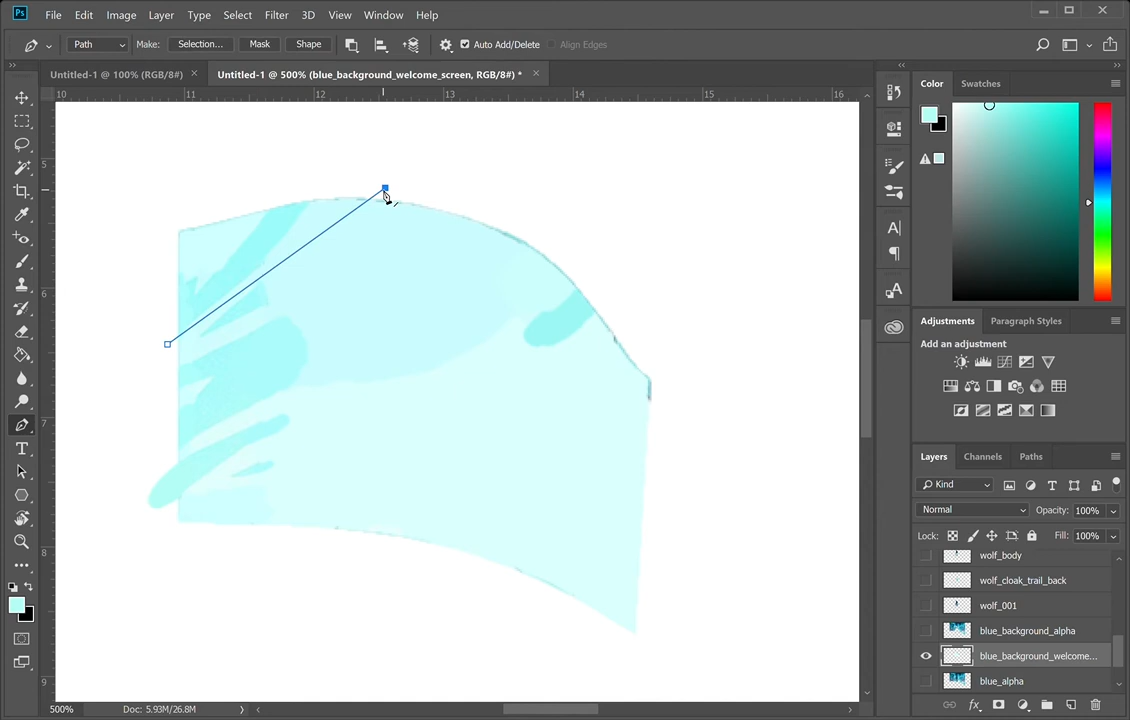 Ps File Edit Image Layer Type Select Filter 3D View Window Help
Path Make: Selection... Mask Shape Auto Add/Delete Align Edges
Untitled-1 @ 100% (RGB/8#) × Untitled-1 @ 500% (blue_background_welcome_screen, RGB/8#) * ×
10 11 12 13 14 15 16
5
6
7
8
9
Color Swatches
Adjustments Paragraph Styles
Add an adjustment
Layers Channels Paths
Kind
Normal Opacity: 100%
Lock: Fill: 100%
wolf_body
wolf_cloak_trail_back
wolf_001
blue_background_alpha
blue_background_welcome...
blue_alpha
500% Doc: 5.93M/26.8M